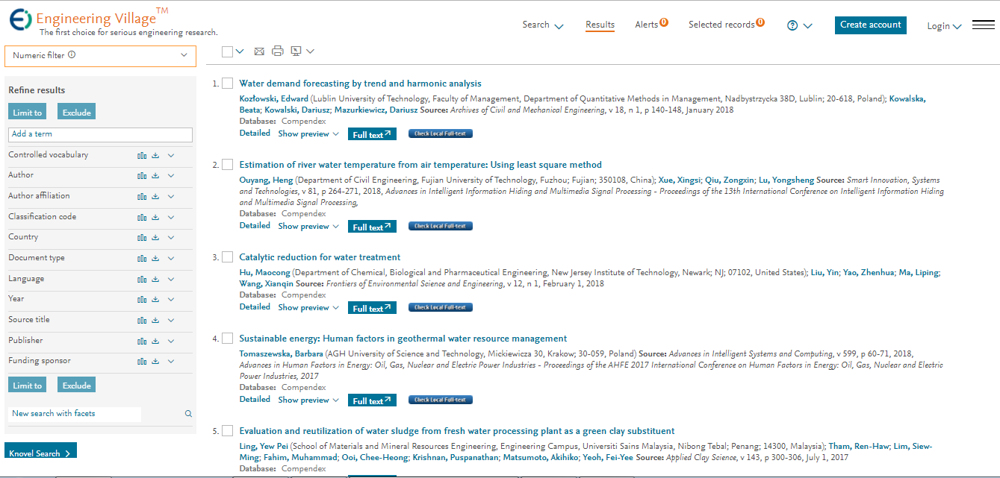 Engineering Village™
The first choice for serious engineering research.
Search
Results
Alerts 0
Selected records 0
Create account
Login
Numeric filter
Refine results
Limit to Exclude
Add a term
Controlled vocabulary
Author
Author affiliation
Classification code
Country
Document type
Language
Year
Source title
Publisher
Funding sponsor
Limit to Exclude
New search with facets
Knovel Search
1. Water demand forecasting by trend and harmonic analysis
Kozłowski, Edward (Lublin University of Technology, Faculty of Management, Department of Quantitative Methods in Management, Nadbystrzycka 38D, Lublin; 20-618, Poland); Kowalska,
Beata; Kowalski, Dariusz; Mazurkiewicz, Dariusz Source: Archives of Civil and Mechanical Engineering, v 18, n 1, p 140-148, January 2018
Database: Compendex
Detailed Show preview Full text Check Local Full-text
2. Estimation of river water temperature from air temperature: Using least square method
Ouyang, Heng (Department of Civil Engineering, Fujian University of Technology, Fuzhou; Fujian; 350108, China); Xue, Xingsi; Qiu, Zongxin; Lu, Yongsheng Source: Smart Innovation, Systems
and Technologies, v 81, p 264-271, 2018, Advances in Intelligent Information Hiding and Multimedia Signal Processing - Proceedings of the 13th International Conference on Intelligent Information Hiding
and Multimedia Signal Processing,
Database: Compendex
Detailed Show preview Full text Check Local Full-text
3. Catalytic reduction for water treatment
Hu, Maocong (Department of Chemical, Biological and Pharmaceutical Engineering, New Jersey Institute of Technology, Newark; NJ; 07102, United States); Liu, Yin; Yao, Zhenhua; Ma, Liping;
Wang, Xianqin Source: Frontiers of Environmental Science and Engineering, v 12, n 1, February 1, 2018
Database: Compendex
Detailed Show preview Full text Check Local Full-text
4. Sustainable energy: Human factors in geothermal water resource management
Tomaszewska, Barbara (AGH University of Science and Technology, Mickiewicza 30, Krakow; 30-059, Poland) Source: Advances in Intelligent Systems and Computing, v 599, p 60-71, 2018,
Advances in Human Factors in Energy: Oil, Gas, Nuclear and Electric Power Industries - Proceedings of the AHFE 2017 International Conference on Human Factors in Energy: Oil, Gas, Nuclear and Electric
Power Industries, 2017
Database: Compendex
Detailed Show preview Full text Check Local Full-text
5. Evaluation and reutilization of water sludge from fresh water processing plant as a green clay substituent
Ling, Yew Pei (School of Materials and Mineral Resources Engineering, Engineering Campus, Universiti Sains Malaysia, Nibong Tebal; Penang; 14300, Malaysia); Tham, Ren-Haw; Lim, Siew-
Ming; Fahim, Muhammad; Ooi, Chee-Heong; Krishnan, Puspanathan; Matsumoto, Akihiko; Yeoh, Fei-Yee Source: Applied Clay Science, v 143, p 300-306, July 1, 2017
Database: Compendex